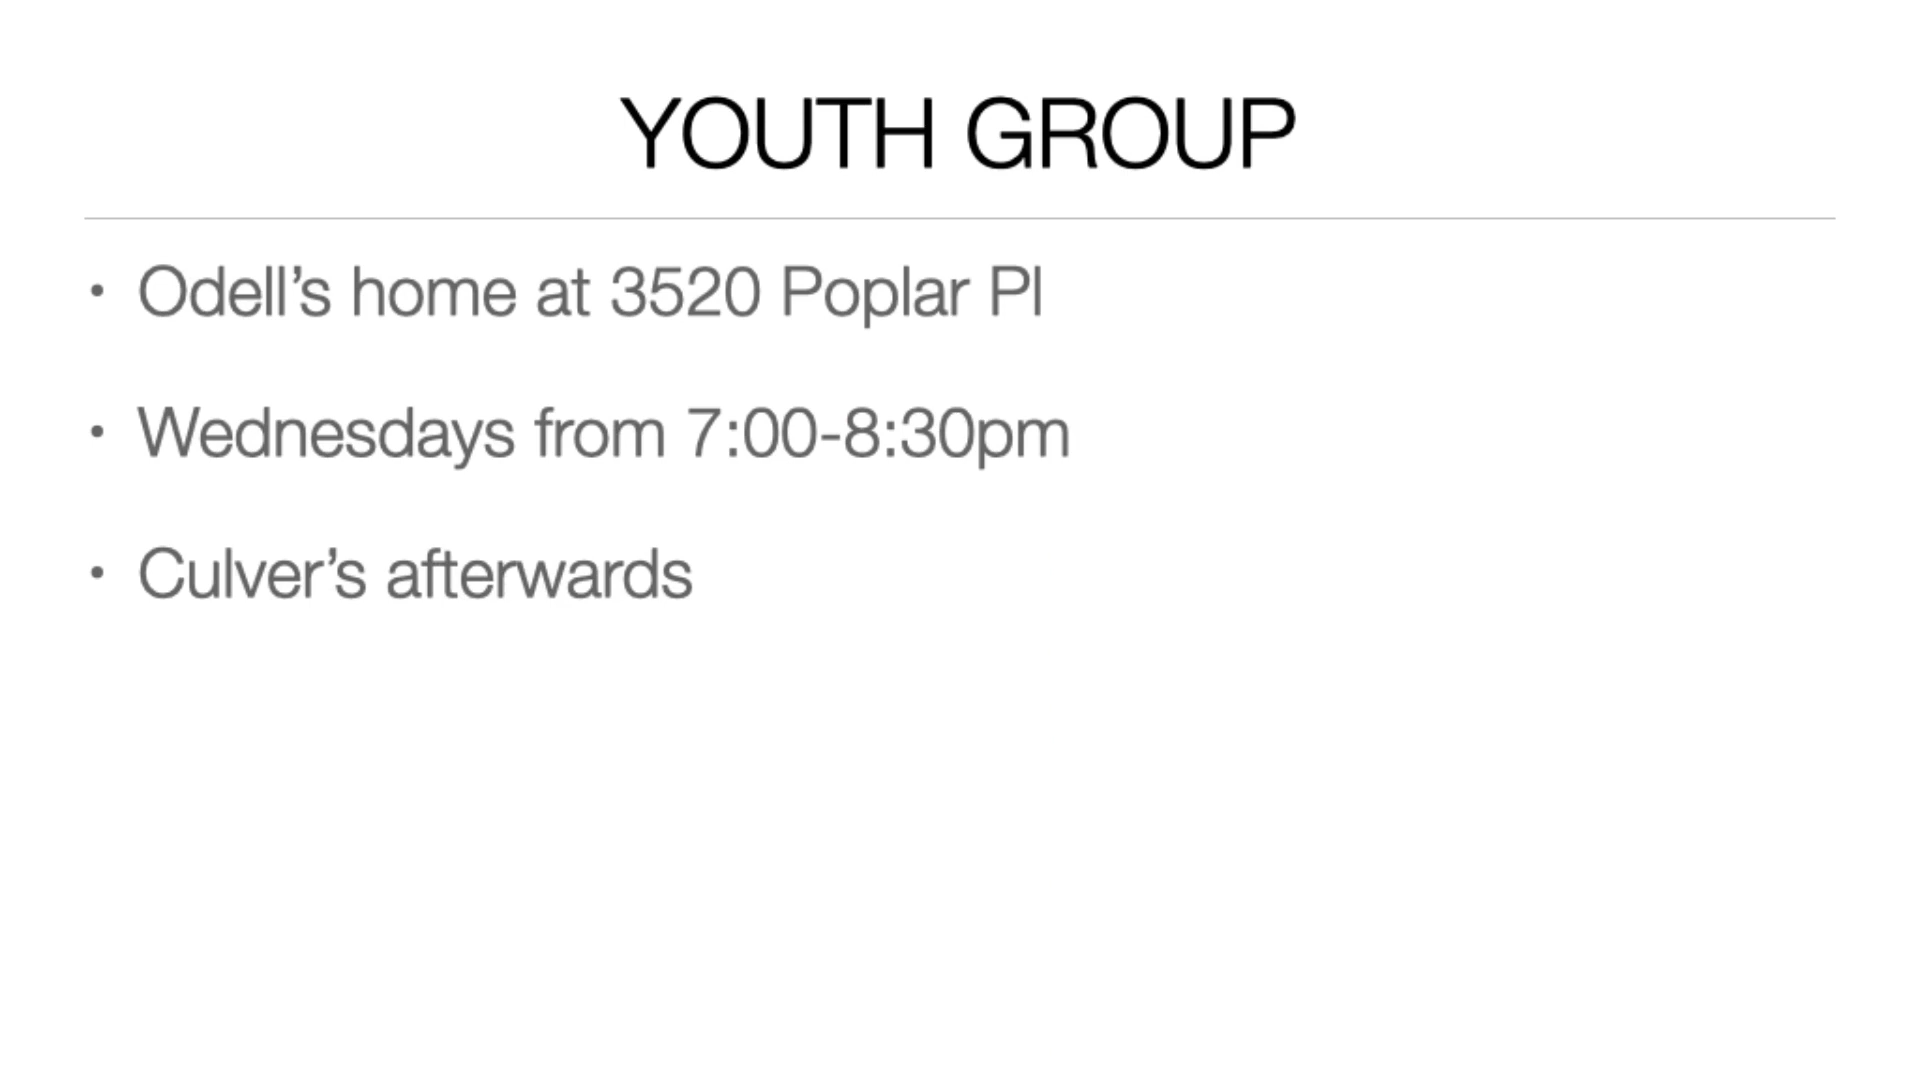 YOUTH GROUP
• Odell’s home at 3520 Poplar Pl
• Wednesdays from 7:00-8:30pm
• Culver’s afterwards